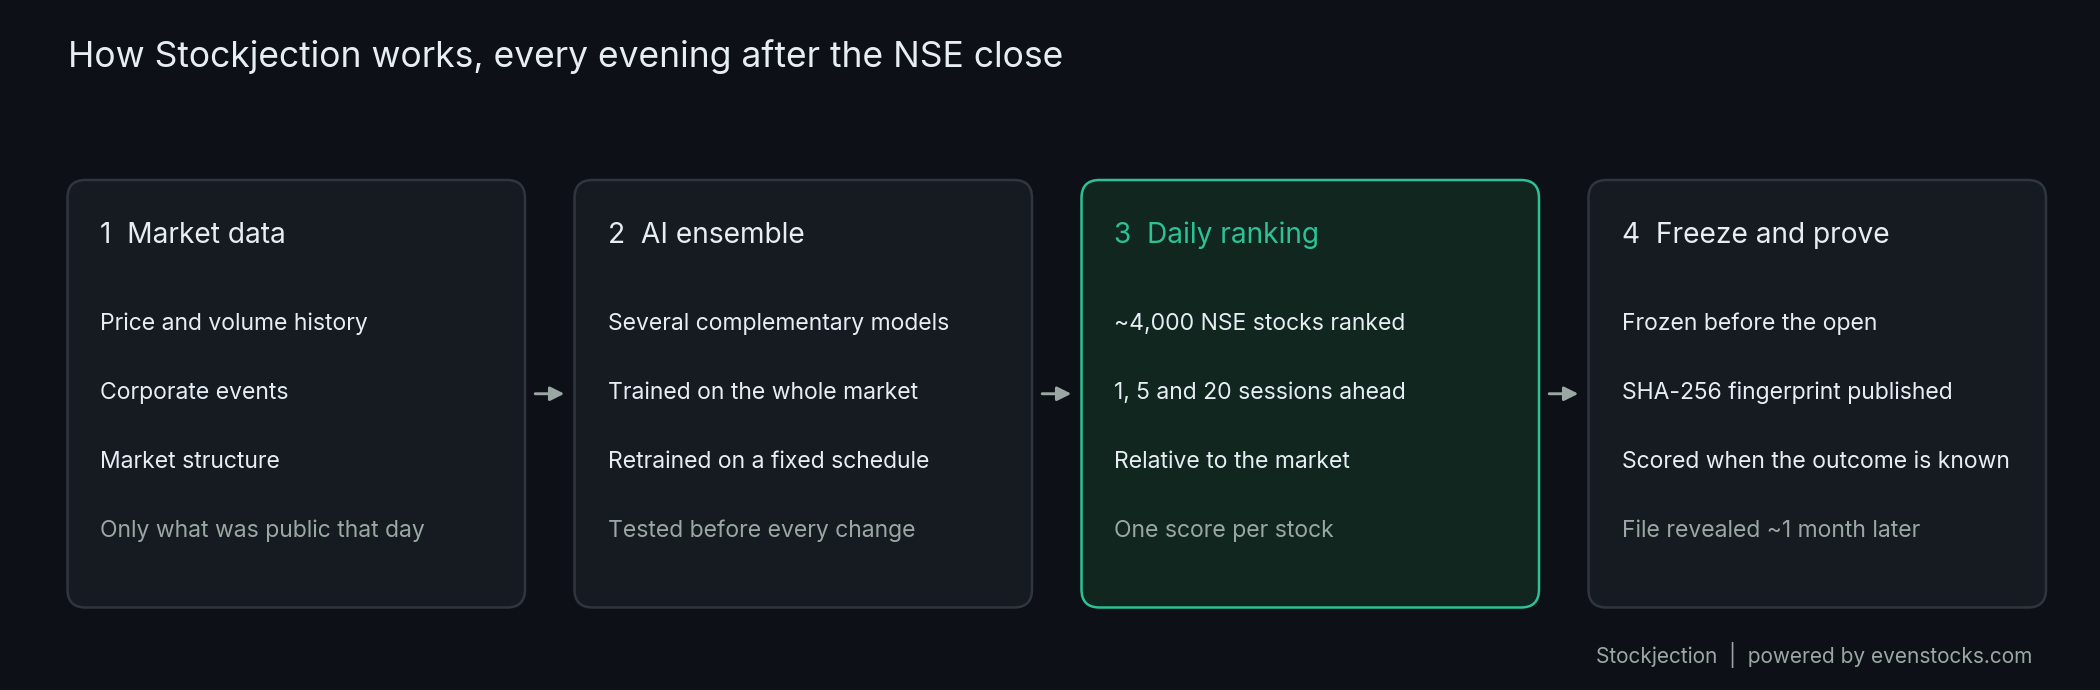 How Stockjection works, every evening after the NSE close
1 Market data
Price and volume history
Corporate events
Market structure
Only what was public that day
2 AI ensemble
Several complementary models
Trained on the whole market
Retrained on a fixed schedule
Tested before every change
3 Daily ranking
~4,000 NSE stocks ranked
1, 5 and 20 sessions ahead
Relative to the market
One score per stock
4 Freeze and prove
Frozen before the open
SHA-256 fingerprint published
Scored when the outcome is known
File revealed ~1 month later
Stockjection | powered by evenstocks.com